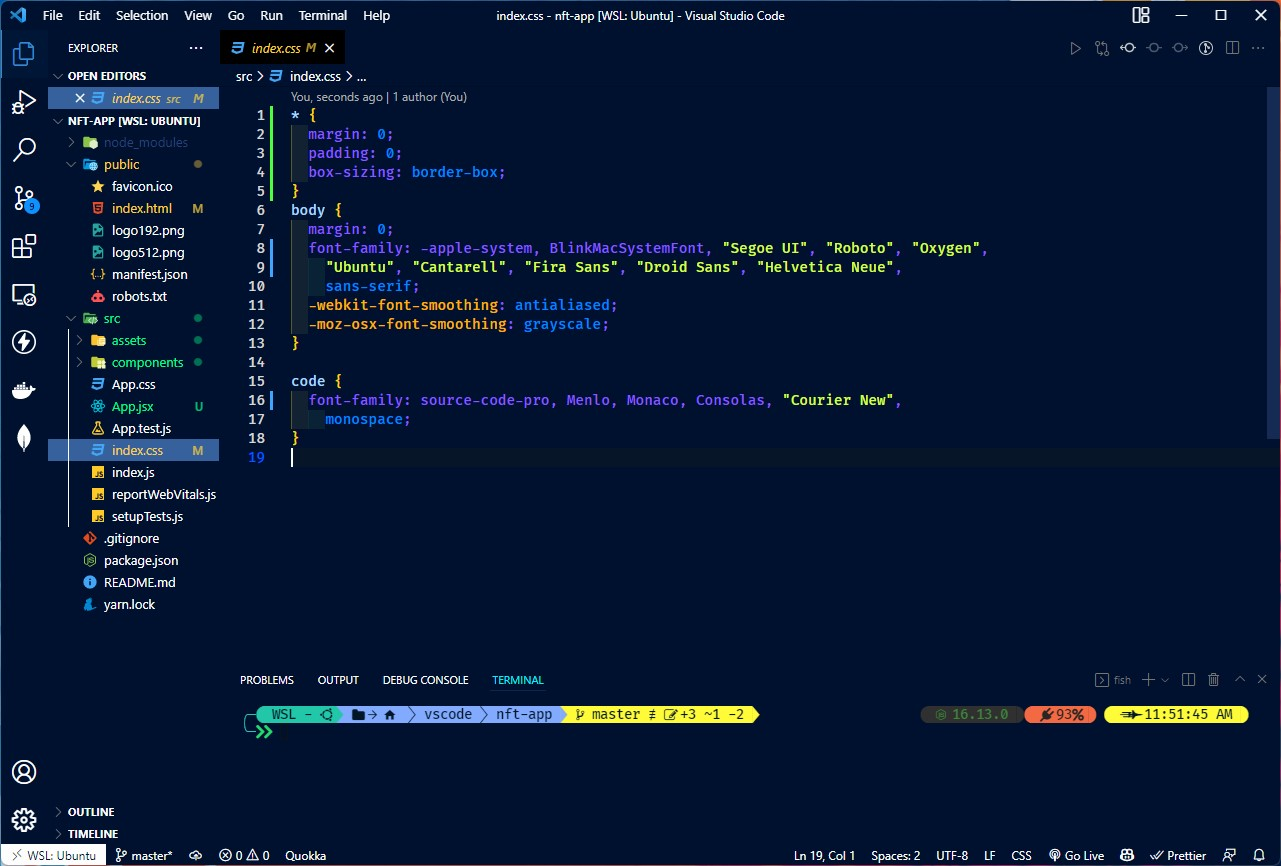 File Edit Selection View Go Run Terminal Help
index.css - nft-app [WSL: Ubuntu] - Visual Studio Code
EXPLORER
OPEN EDITORS
index.css src M
NFT-APP [WSL: UBUNTU]
node_modules
public
favicon.ico
index.html M
logo192.png
logo512.png
manifest.json
robots.txt
src
assets
components
App.css
App.jsx U
App.test.js
index.css M
index.js
reportWebVitals.js
setupTests.js
.gitignore
package.json
README.md
yarn.lock
OUTLINE
TIMELINE
9
index.css M
src > index.css > ...
You, seconds ago | 1 author (You)
1 * {
2 margin: 0;
3 padding: 0;
4 box-sizing: border-box;
5 }
6 body {
7 margin: 0;
8 font-family: -apple-system, BlinkMacSystemFont, "Segoe UI", "Roboto", "Oxygen",
9 "Ubuntu", "Cantarell", "Fira Sans", "Droid Sans", "Helvetica Neue",
10 sans-serif;
11 -webkit-font-smoothing: antialiased;
12 -moz-osx-font-smoothing: grayscale;
13 }
14
15 code {
16 font-family: source-code-pro, Menlo, Monaco, Consolas, "Courier New",
17 monospace;
18 }
19
PROBLEMS OUTPUT DEBUG CONSOLE TERMINAL
fish
WSL - vscode nft-app master ≢ +3 ~1 -2
16.13.0 93% 11:51:45 AM
WSL: Ubuntu master* 0 0 Quokka
Ln 19, Col 1 Spaces: 2 UTF-8 LF CSS Go Live Prettier